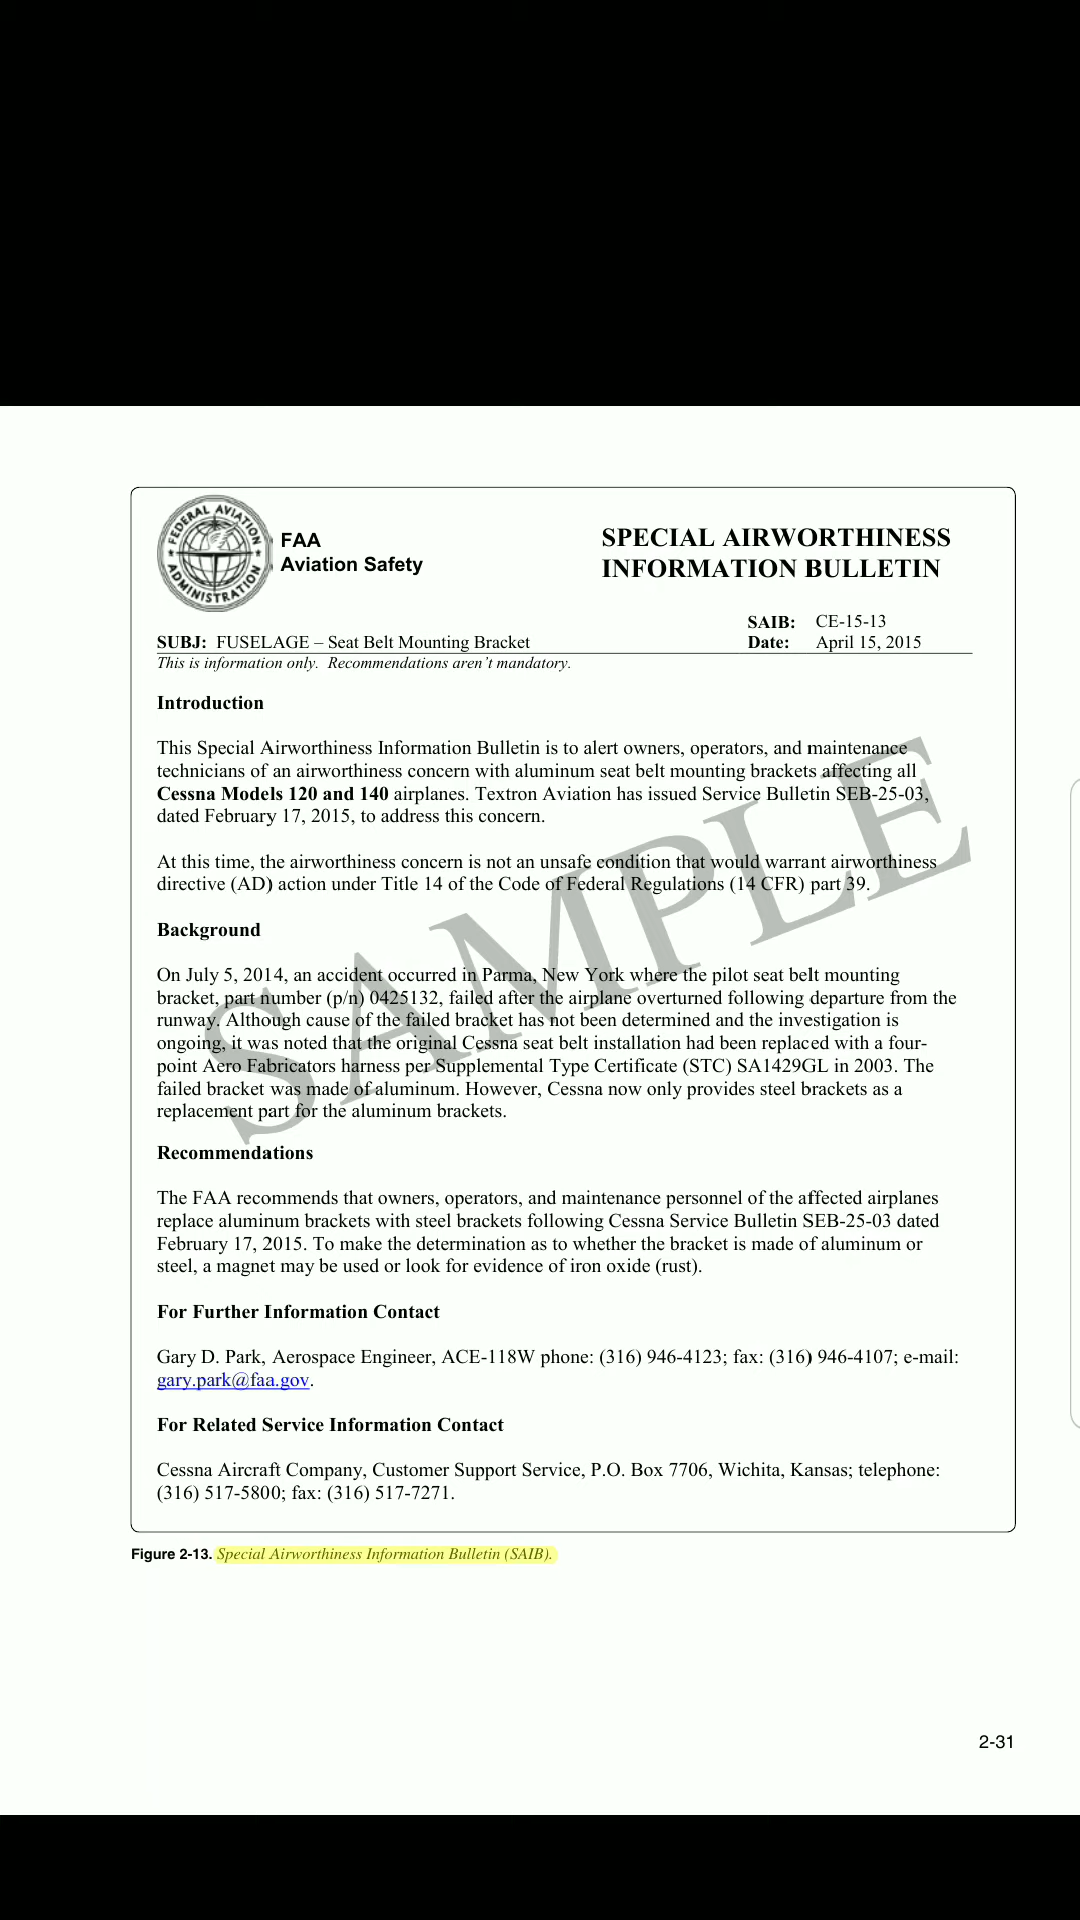 FEDERAL AVIATION
ADMINISTRATION
FAA
Aviation Safety
SPECIAL AIRWORTHINESS
INFORMATION BULLETIN
SAIB: CE-15-13
SUBJ: FUSELAGE – Seat Belt Mounting Bracket
Date: April 15, 2015
This is information only. Recommendations aren't mandatory.
Introduction
This Special Airworthiness Information Bulletin is to alert owners, operators, and maintenance
technicians of an airworthiness concern with aluminum seat belt mounting brackets affecting all
Cessna Models 120 and 140 airplanes. Textron Aviation has issued Service Bulletin SEB-25-03,
dated February 17, 2015, to address this concern.
At this time, the airworthiness concern is not an unsafe condition that would warrant airworthiness
directive (AD) action under Title 14 of the Code of Federal Regulations (14 CFR) part 39.
Background
On July 5, 2014, an accident occurred in Parma, New York where the pilot seat belt mounting
bracket, part number (p/n) 0425132, failed after the airplane overturned following departure from the
runway. Although cause of the failed bracket has not been determined and the investigation is
ongoing, it was noted that the original Cessna seat belt installation had been replaced with a four-
point Aero Fabricators harness per Supplemental Type Certificate (STC) SA1429GL in 2003. The
failed bracket was made of aluminum. However, Cessna now only provides steel brackets as a
replacement part for the aluminum brackets.
SAMPLE
Recommendations
The FAA recommends that owners, operators, and maintenance personnel of the affected airplanes
replace aluminum brackets with steel brackets following Cessna Service Bulletin SEB-25-03 dated
February 17, 2015. To make the determination as to whether the bracket is made of aluminum or
steel, a magnet may be used or look for evidence of iron oxide (rust).
For Further Information Contact
Gary D. Park, Aerospace Engineer, ACE-118W phone: (316) 946-4123; fax: (316) 946-4107; e-mail:
gary.park@faa.gov.
For Related Service Information Contact
Cessna Aircraft Company, Customer Support Service, P.O. Box 7706, Wichita, Kansas; telephone:
(316) 517-5800; fax: (316) 517-7271.
Figure 2-13. Special Airworthiness Information Bulletin (SAIB).
2-31